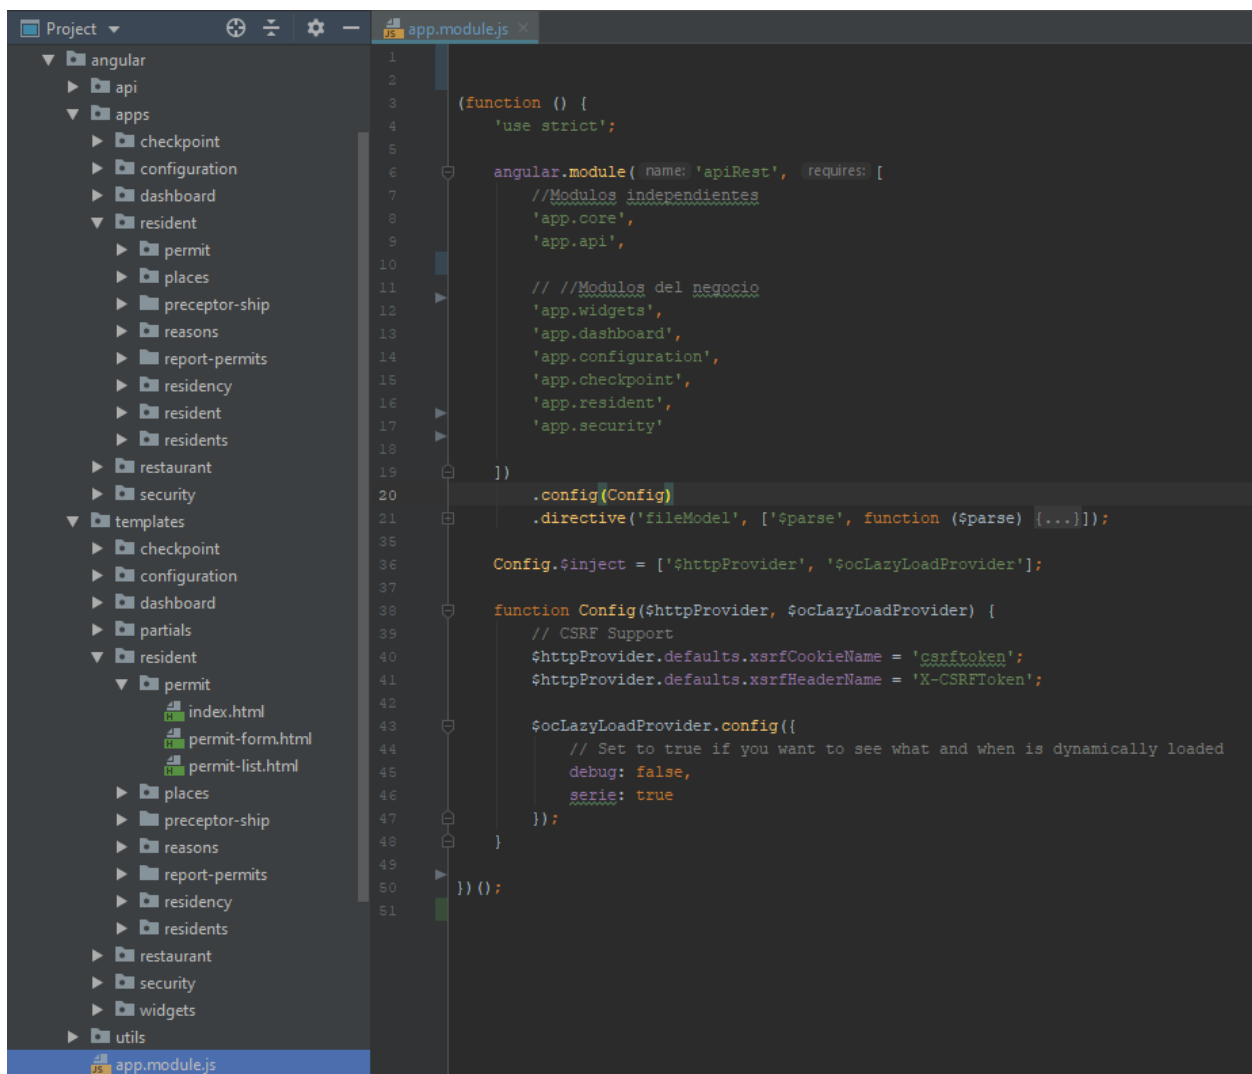 Project
angular
api
apps
checkpoint
configuration
dashboard
resident
permit
places
preceptor-ship
reasons
report-permits
residency
resident
residents
restaurant
security
templates
checkpoint
configuration
dashboard
partials
resident
permit
index.html
permit-form.html
permit-list.html
places
preceptor-ship
reasons
report-permits
residency
residents
restaurant
security
widgets
utils
app.module.js
app.module.js
1
2
3 (function () {
4 'use strict';
5
6 angular.module( name: 'apiRest', requires: [
7 //Modulos independientes
8 'app.core',
9 'app.api',
10
11 // //Modulos del negocio
12 'app.widgets',
13 'app.dashboard',
14 'app.configuration',
15 'app.checkpoint',
16 'app.resident',
17 'app.security'
18
19 ])
20 .config(Config)
21 .directive('fileModel', ['$parse', function ($parse) {...}]);
35
36 Config.$inject = ['$httpProvider', '$ocLazyLoadProvider'];
37
38 function Config($httpProvider, $ocLazyLoadProvider) {
39 // CSRF Support
40 $httpProvider.defaults.xsrfCookieName = 'csrftoken';
41 $httpProvider.defaults.xsrfHeaderName = 'X-CSRFToken';
42
43 $ocLazyLoadProvider.config({
44 // Set to true if you want to see what and when is dynamically loaded
45 debug: false,
46 serie: true
47 });
48 }
49
50 })();
51